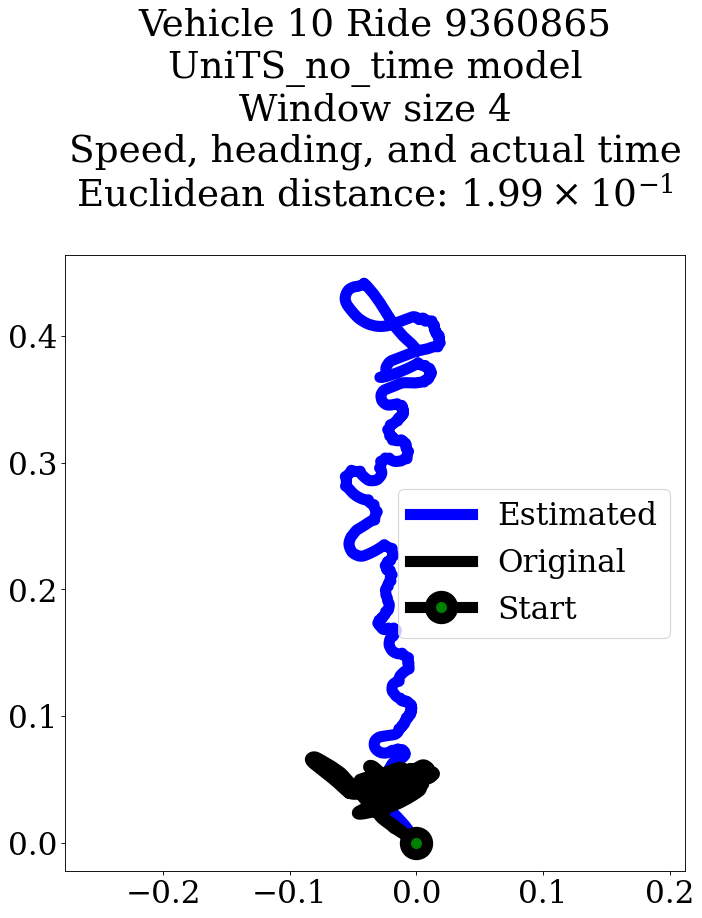 Vehicle 10 Ride 9360865
UniTS_no_time model
Window size 4
Speed, heading, and actual time
Euclidean distance: 1.99 × 10⁻¹
0.4
0.3
0.2
0.1
0.0
Estimated
Original
Start
−0.2 −0.1 0.0 0.1 0.2